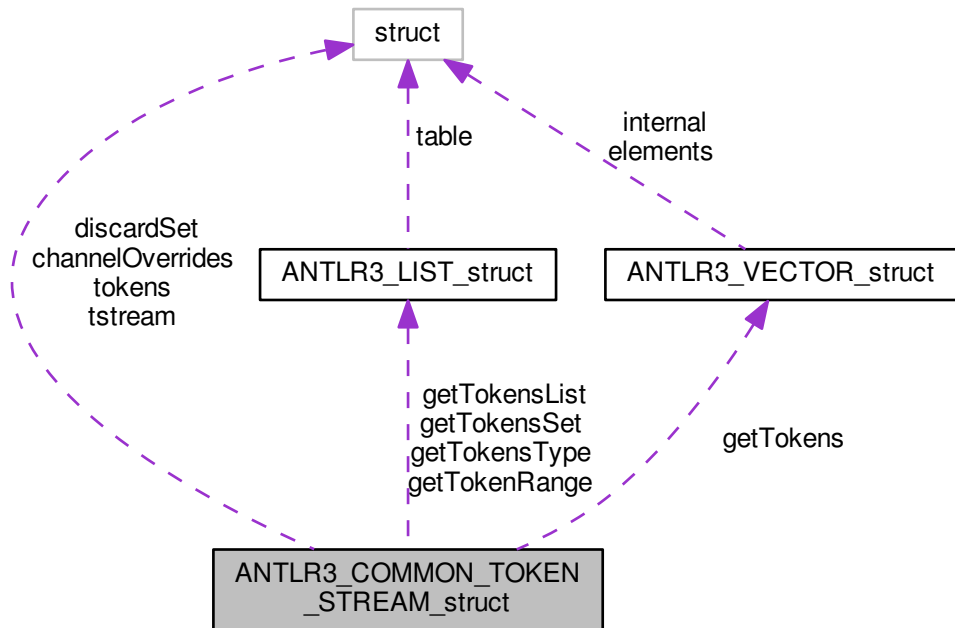 struct
table
internal
elements
discardSet
channelOverrides
tokens
tstream
ANTLR3_LIST_struct
ANTLR3_VECTOR_struct
getTokensList
getTokensSet
getTokensType
getTokenRange
getTokens
ANTLR3_COMMON_TOKEN
_STREAM_struct